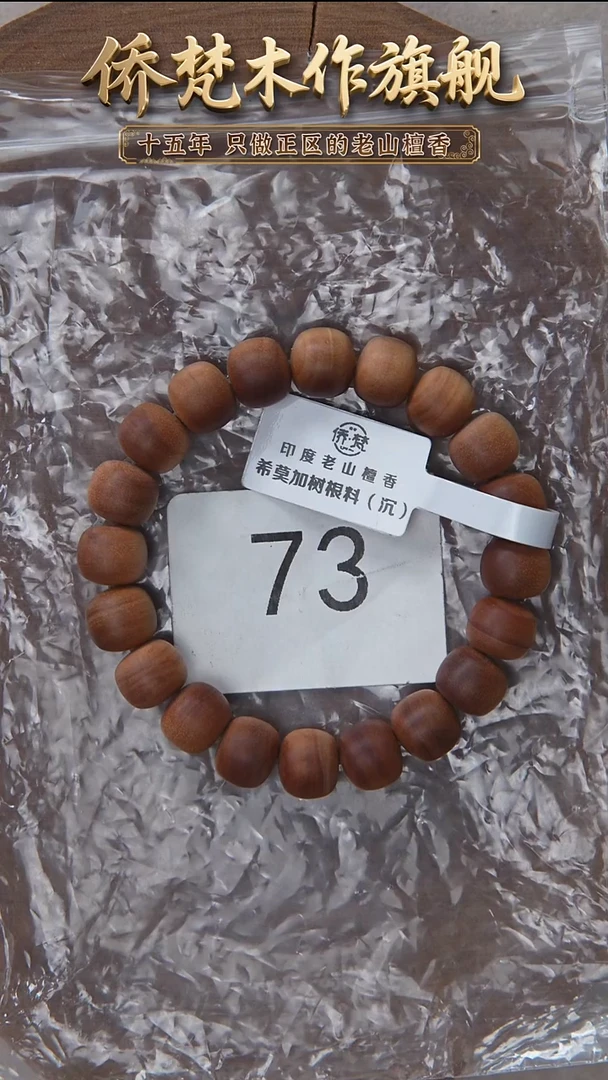 侨梵木作旗舰
十五年 只做正区的老山檀香
侨梵
印度老山檀香
希莫加树根料（沉）
73